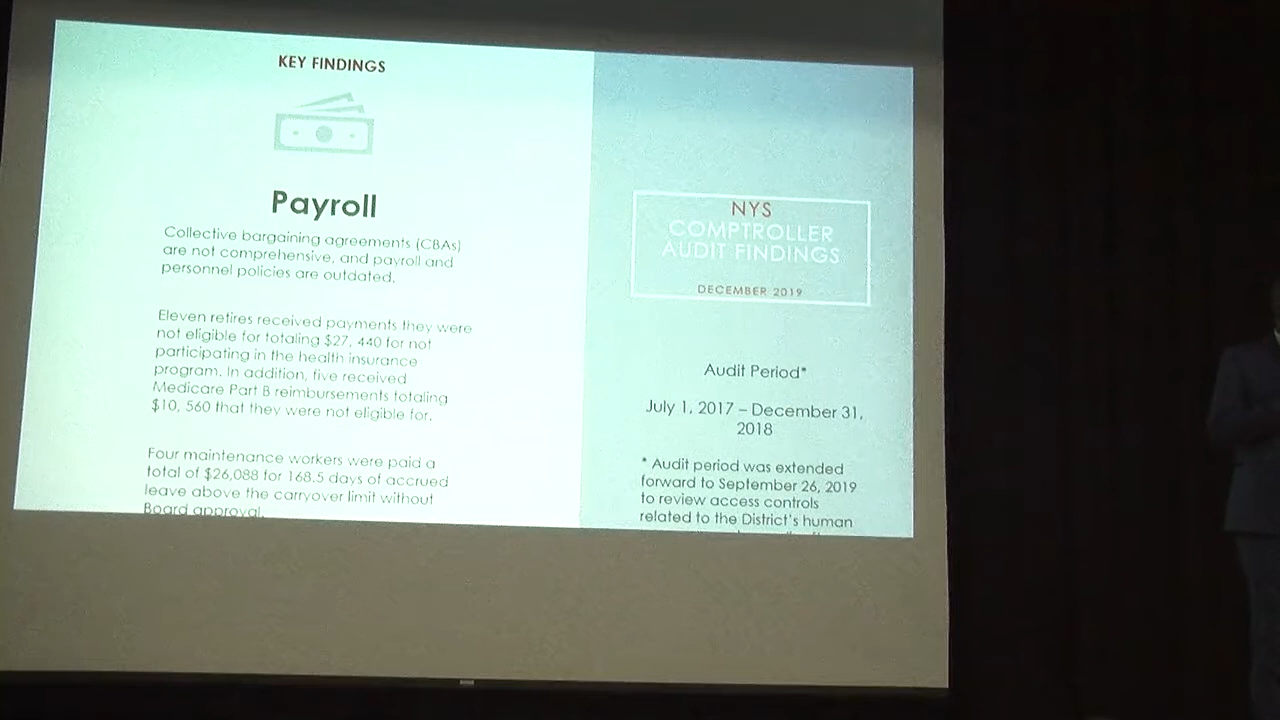 KEY FINDINGS
Payroll
Collective bargaining agreements (CBAs)
are not comprehensive, and payroll and
personnel policies are outdated.
Eleven retires received payments they were
not eligible for totaling $27, 440 for not
participating in the health insurance
program. In addition, five received
Medicare Part B reimbursements totaling
$10, 560 that they were not eligible for.
Four maintenance workers were paid a
total of $26,088 for 168.5 days of accrued
leave above the carryover limit without
Board approval.
NYS
COMPTROLLER
AUDIT FINDINGS
DECEMBER 2019
Audit Period*
July 1, 2017 – December 31,
2018
* Audit period was extended
forward to September 26, 2019
to review access controls
related to the District's human